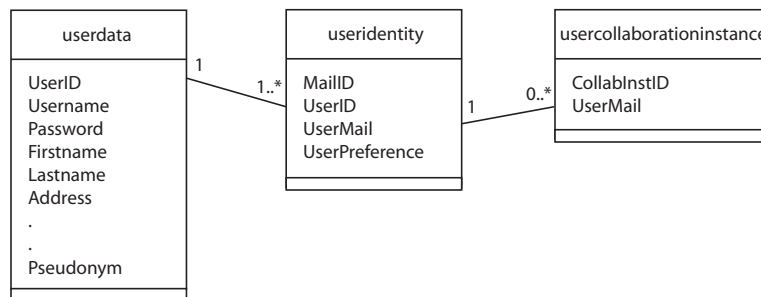 userdata
UserID
Username
Password
Firstname
Lastname
Address
.
.
Pseudonym
1
1..*
useridentity
MailID
UserID
UserMail
UserPreference
1
0..*
usercollaborationinstance
CollabInstID
UserMail